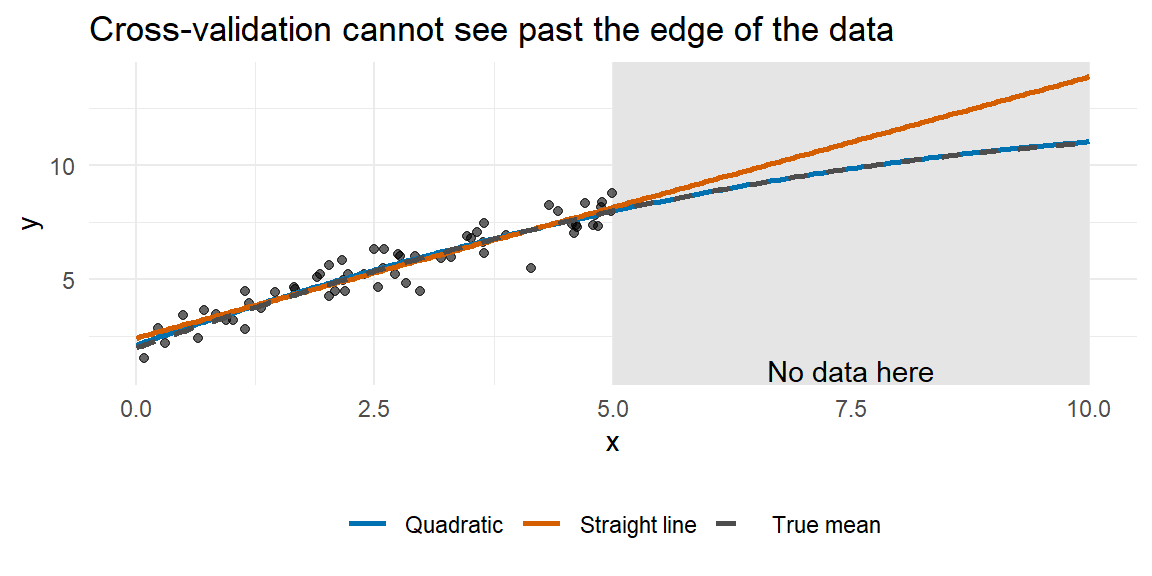 Cross-validation cannot see past the edge of the data
10
5
y
No data here
0.0 2.5 5.0 7.5 10.0
x
Quadratic Straight line True mean